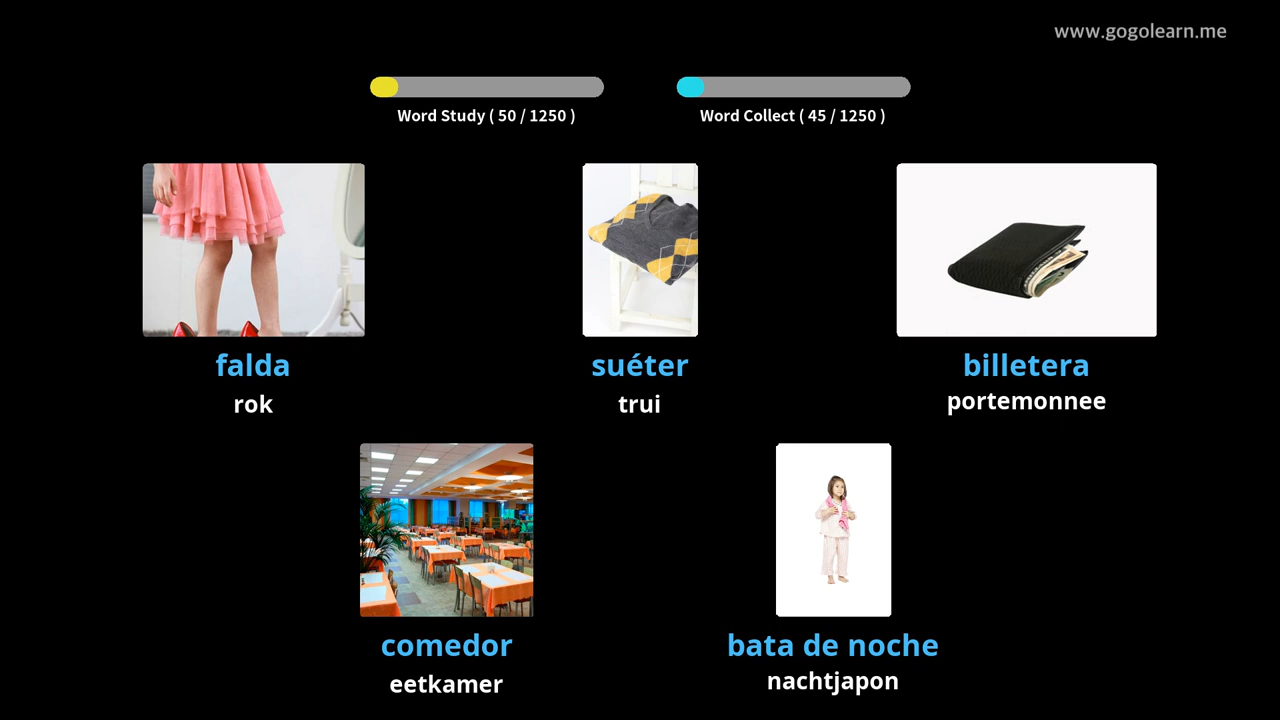 www.gogolearn.me
Word Study ( 50 / 1250 )
Word Collect ( 45 / 1250 )
falda
rok
suéter
trui
billetera
portemonnee
comedor
eetkamer
bata de noche
nachtjapon